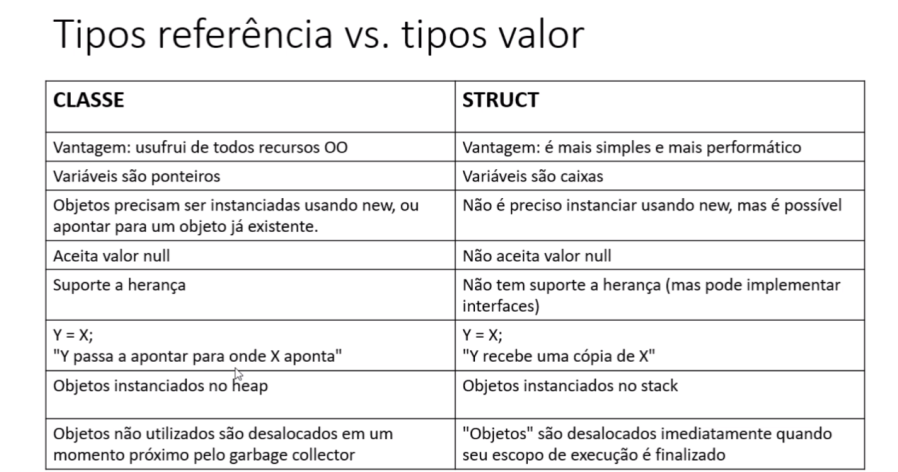 Tipos referência vs. tipos valor
CLASSE
STRUCT
Vantagem: usufrui de todos recursos OO
Vantagem: é mais simples e mais performático
Variáveis são ponteiros
Variáveis são caixas
Objetos precisam ser instanciadas usando new, ou
apontar para um objeto já existente.
Não é preciso instanciar usando new, mas é possível
Aceita valor null
Não aceita valor null
Suporte a herança
Não tem suporte a herança (mas pode implementar
interfaces)
Y = X;
"Y passa a apontar para onde X aponta"
Y = X;
"Y recebe uma cópia de X"
Objetos instanciados no heap
Objetos instanciados no stack
Objetos não utilizados são desalocados em um
momento próximo pelo garbage collector
"Objetos" são desalocados imediatamente quando
seu escopo de execução é finalizado